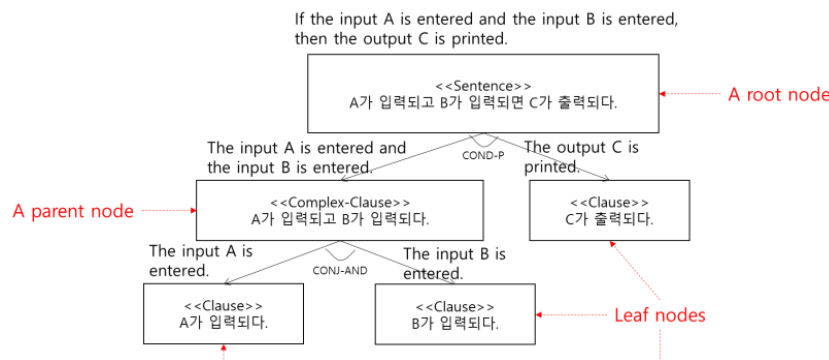 If the input A is entered and the input B is entered,
then the output C is printed.
<<Sentence>>
A가 입력되고 B가 입력되면 C가 출력되다.
A root node
COND-P
The input A is entered and
the input B is entered.
The output C is
printed.
A parent node
<<Complex-Clause>>
A가 입력되고 B가 입력되다.
<<Clause>>
C가 출력되다.
The input A is
entered.
CONJ-AND
The input B is
entered.
<<Clause>>
A가 입력되다.
<<Clause>>
B가 입력되다.
Leaf nodes